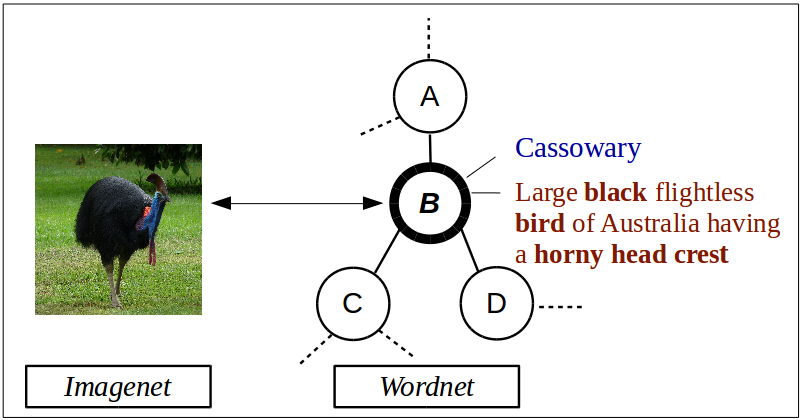 A
Cassowary
B
Large black flightless
bird of Australia having
a horny head crest
C
D
Imagenet
Wordnet